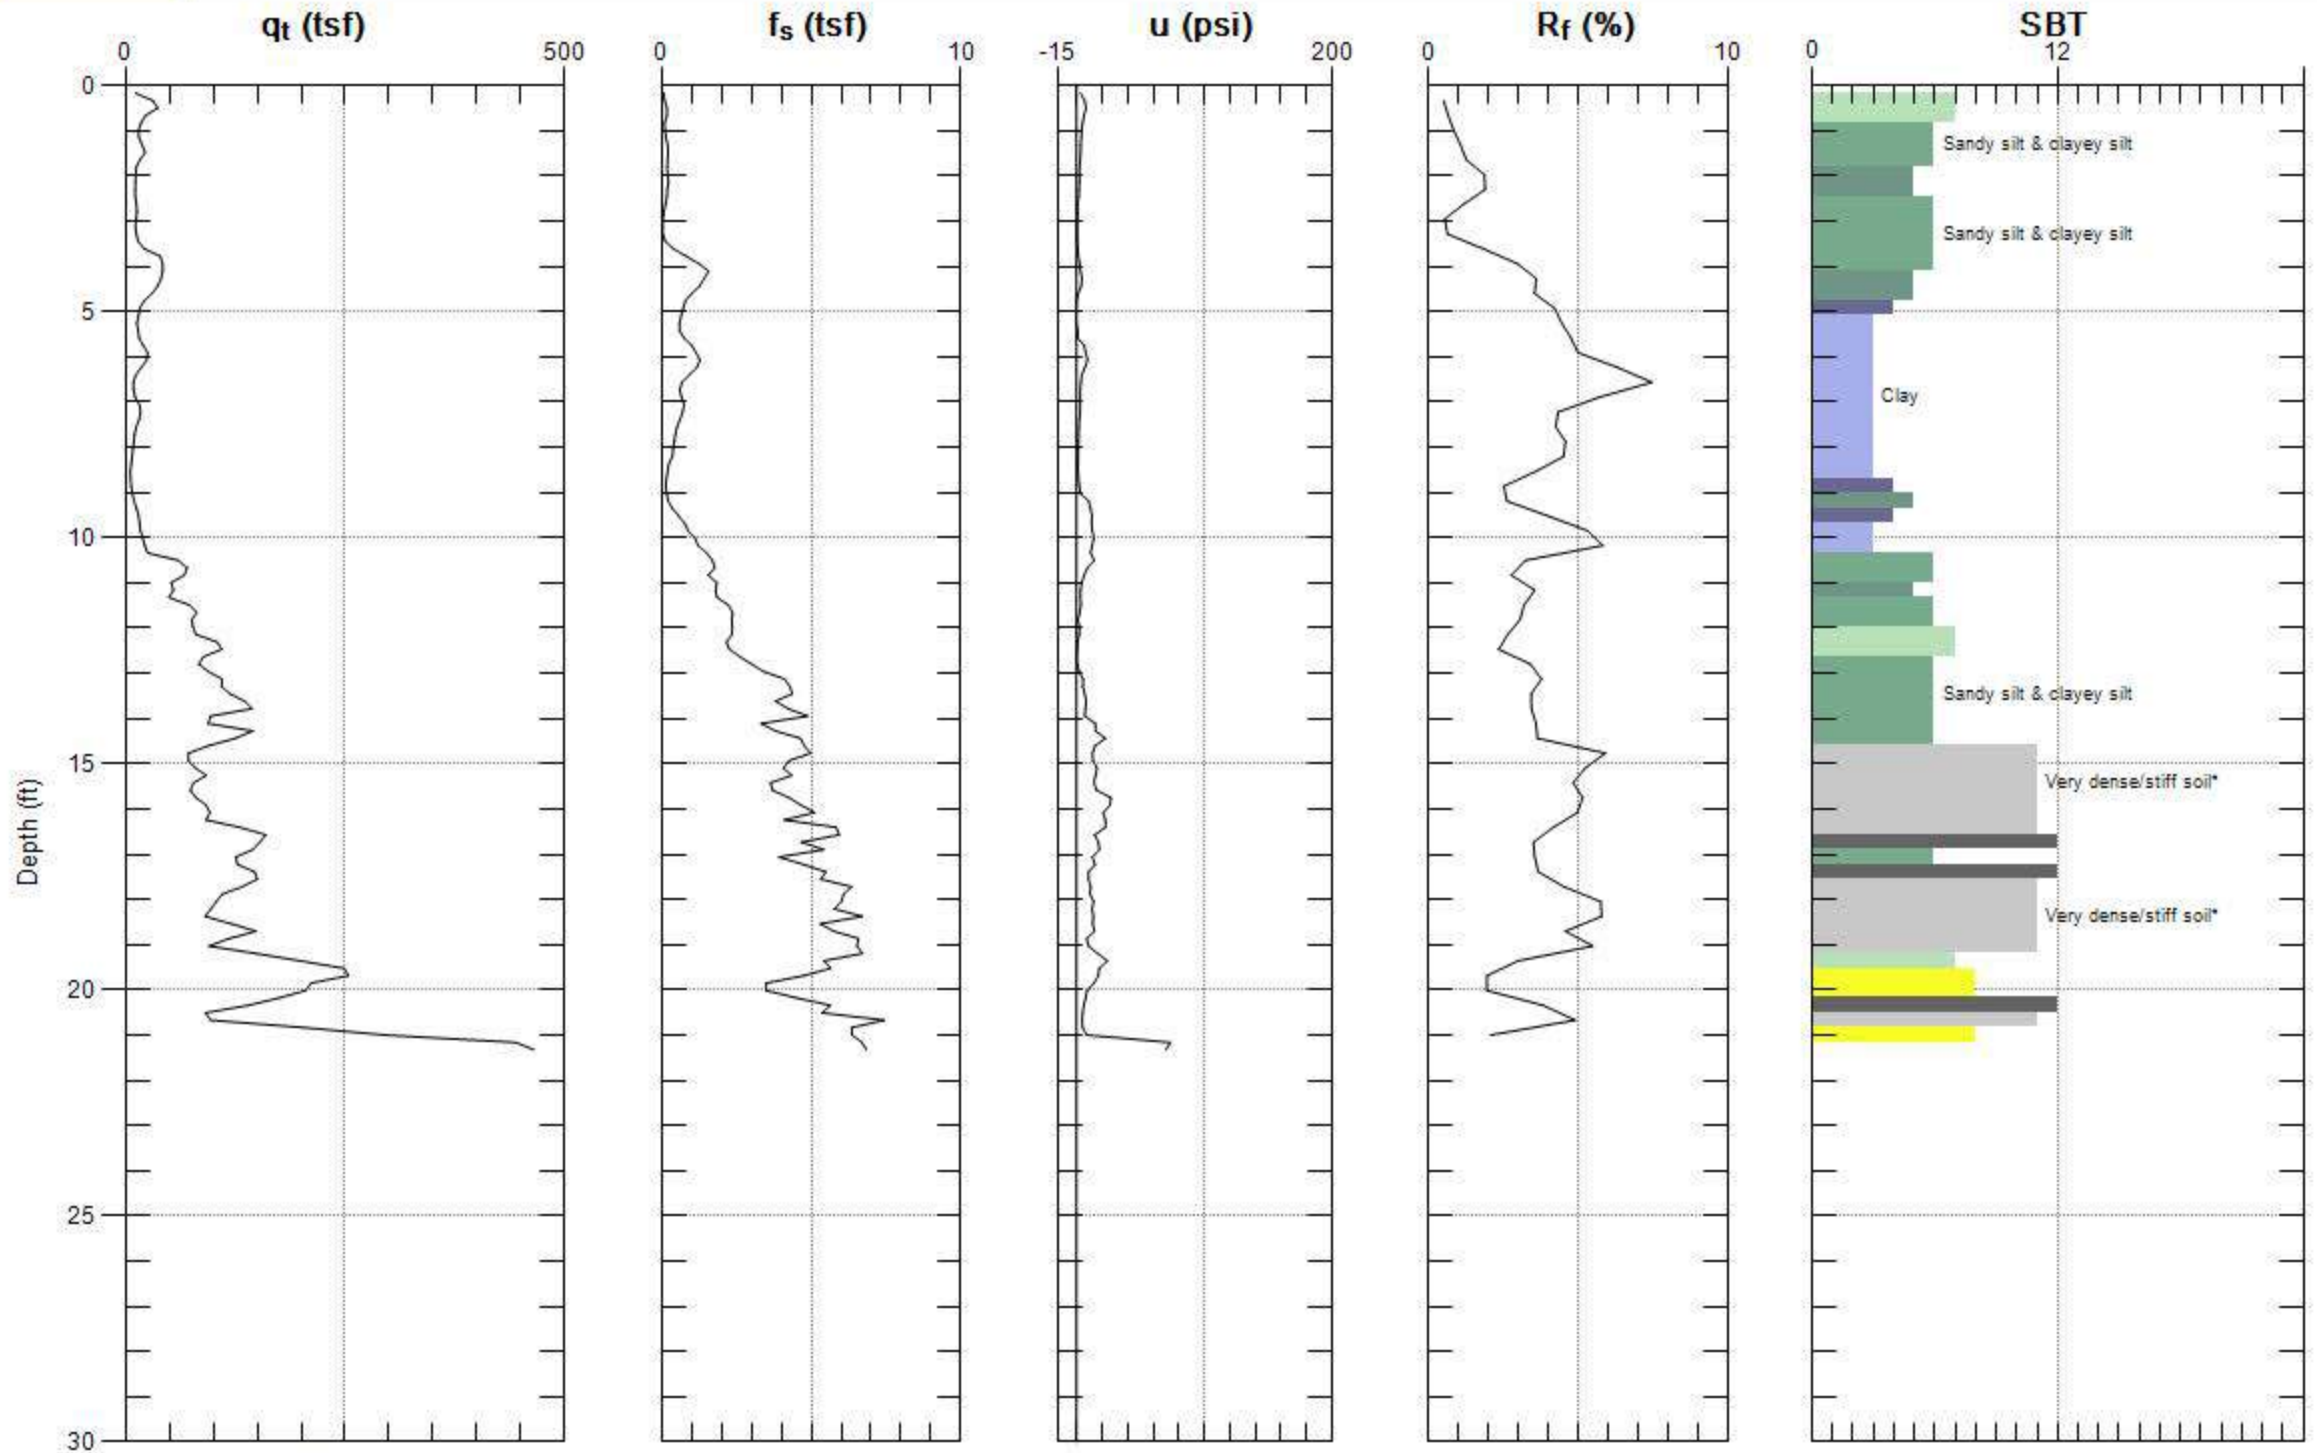 qt (tsf) fs (tsf) u (psi) Rf (%) SBT
0 500 0 10 -15 200 0 10 0 12
0
Sandy silt & clayey silt
Sandy silt & clayey silt
5
Clay
10
Sandy silt & clayey silt
15
Very dense/stiff soil*
Depth (ft)
Very dense/stiff soil*
20
25
30